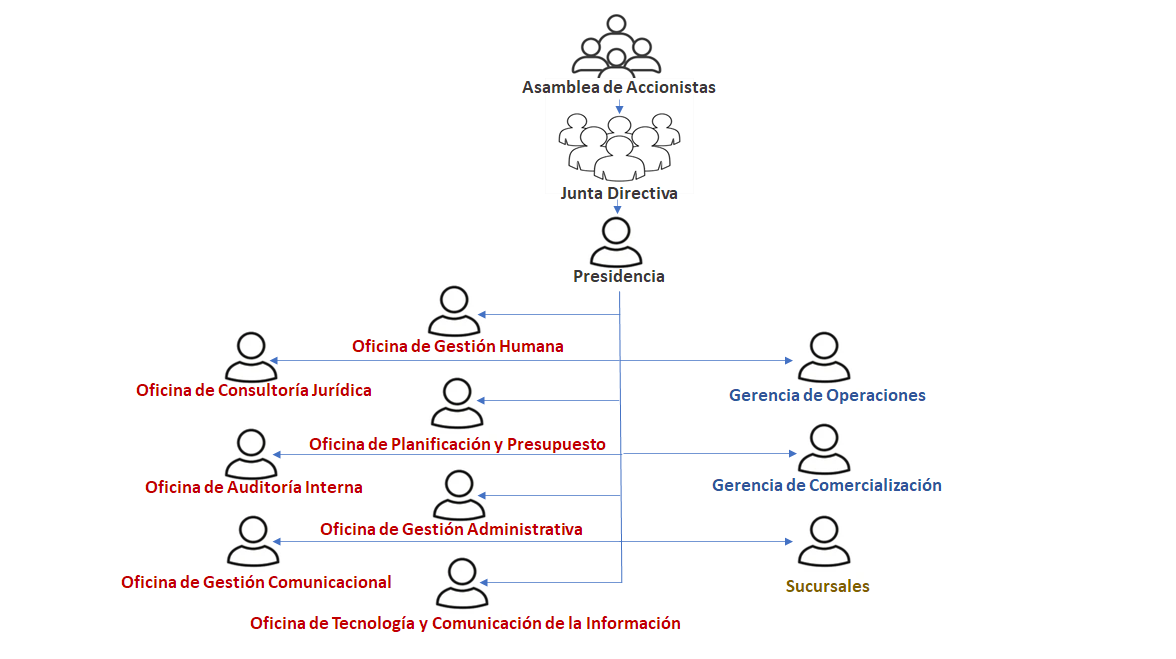 Asamblea de Accionistas
Junta Directiva
Presidencia
Oficina de Gestión Humana
Oficina de Consultoría Jurídica
Gerencia de Operaciones
Oficina de Planificación y Presupuesto
Oficina de Auditoría Interna
Gerencia de Comercialización
Oficina de Gestión Administrativa
Oficina de Gestión Comunicacional
Sucursales
Oficina de Tecnología y Comunicación de la Información